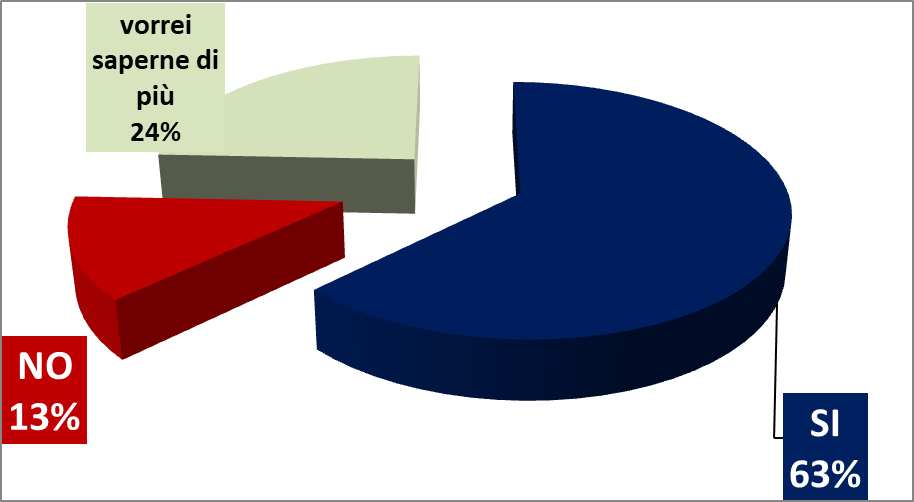 vorrei
saperne di
più
24%
NO
13%
SI
63%